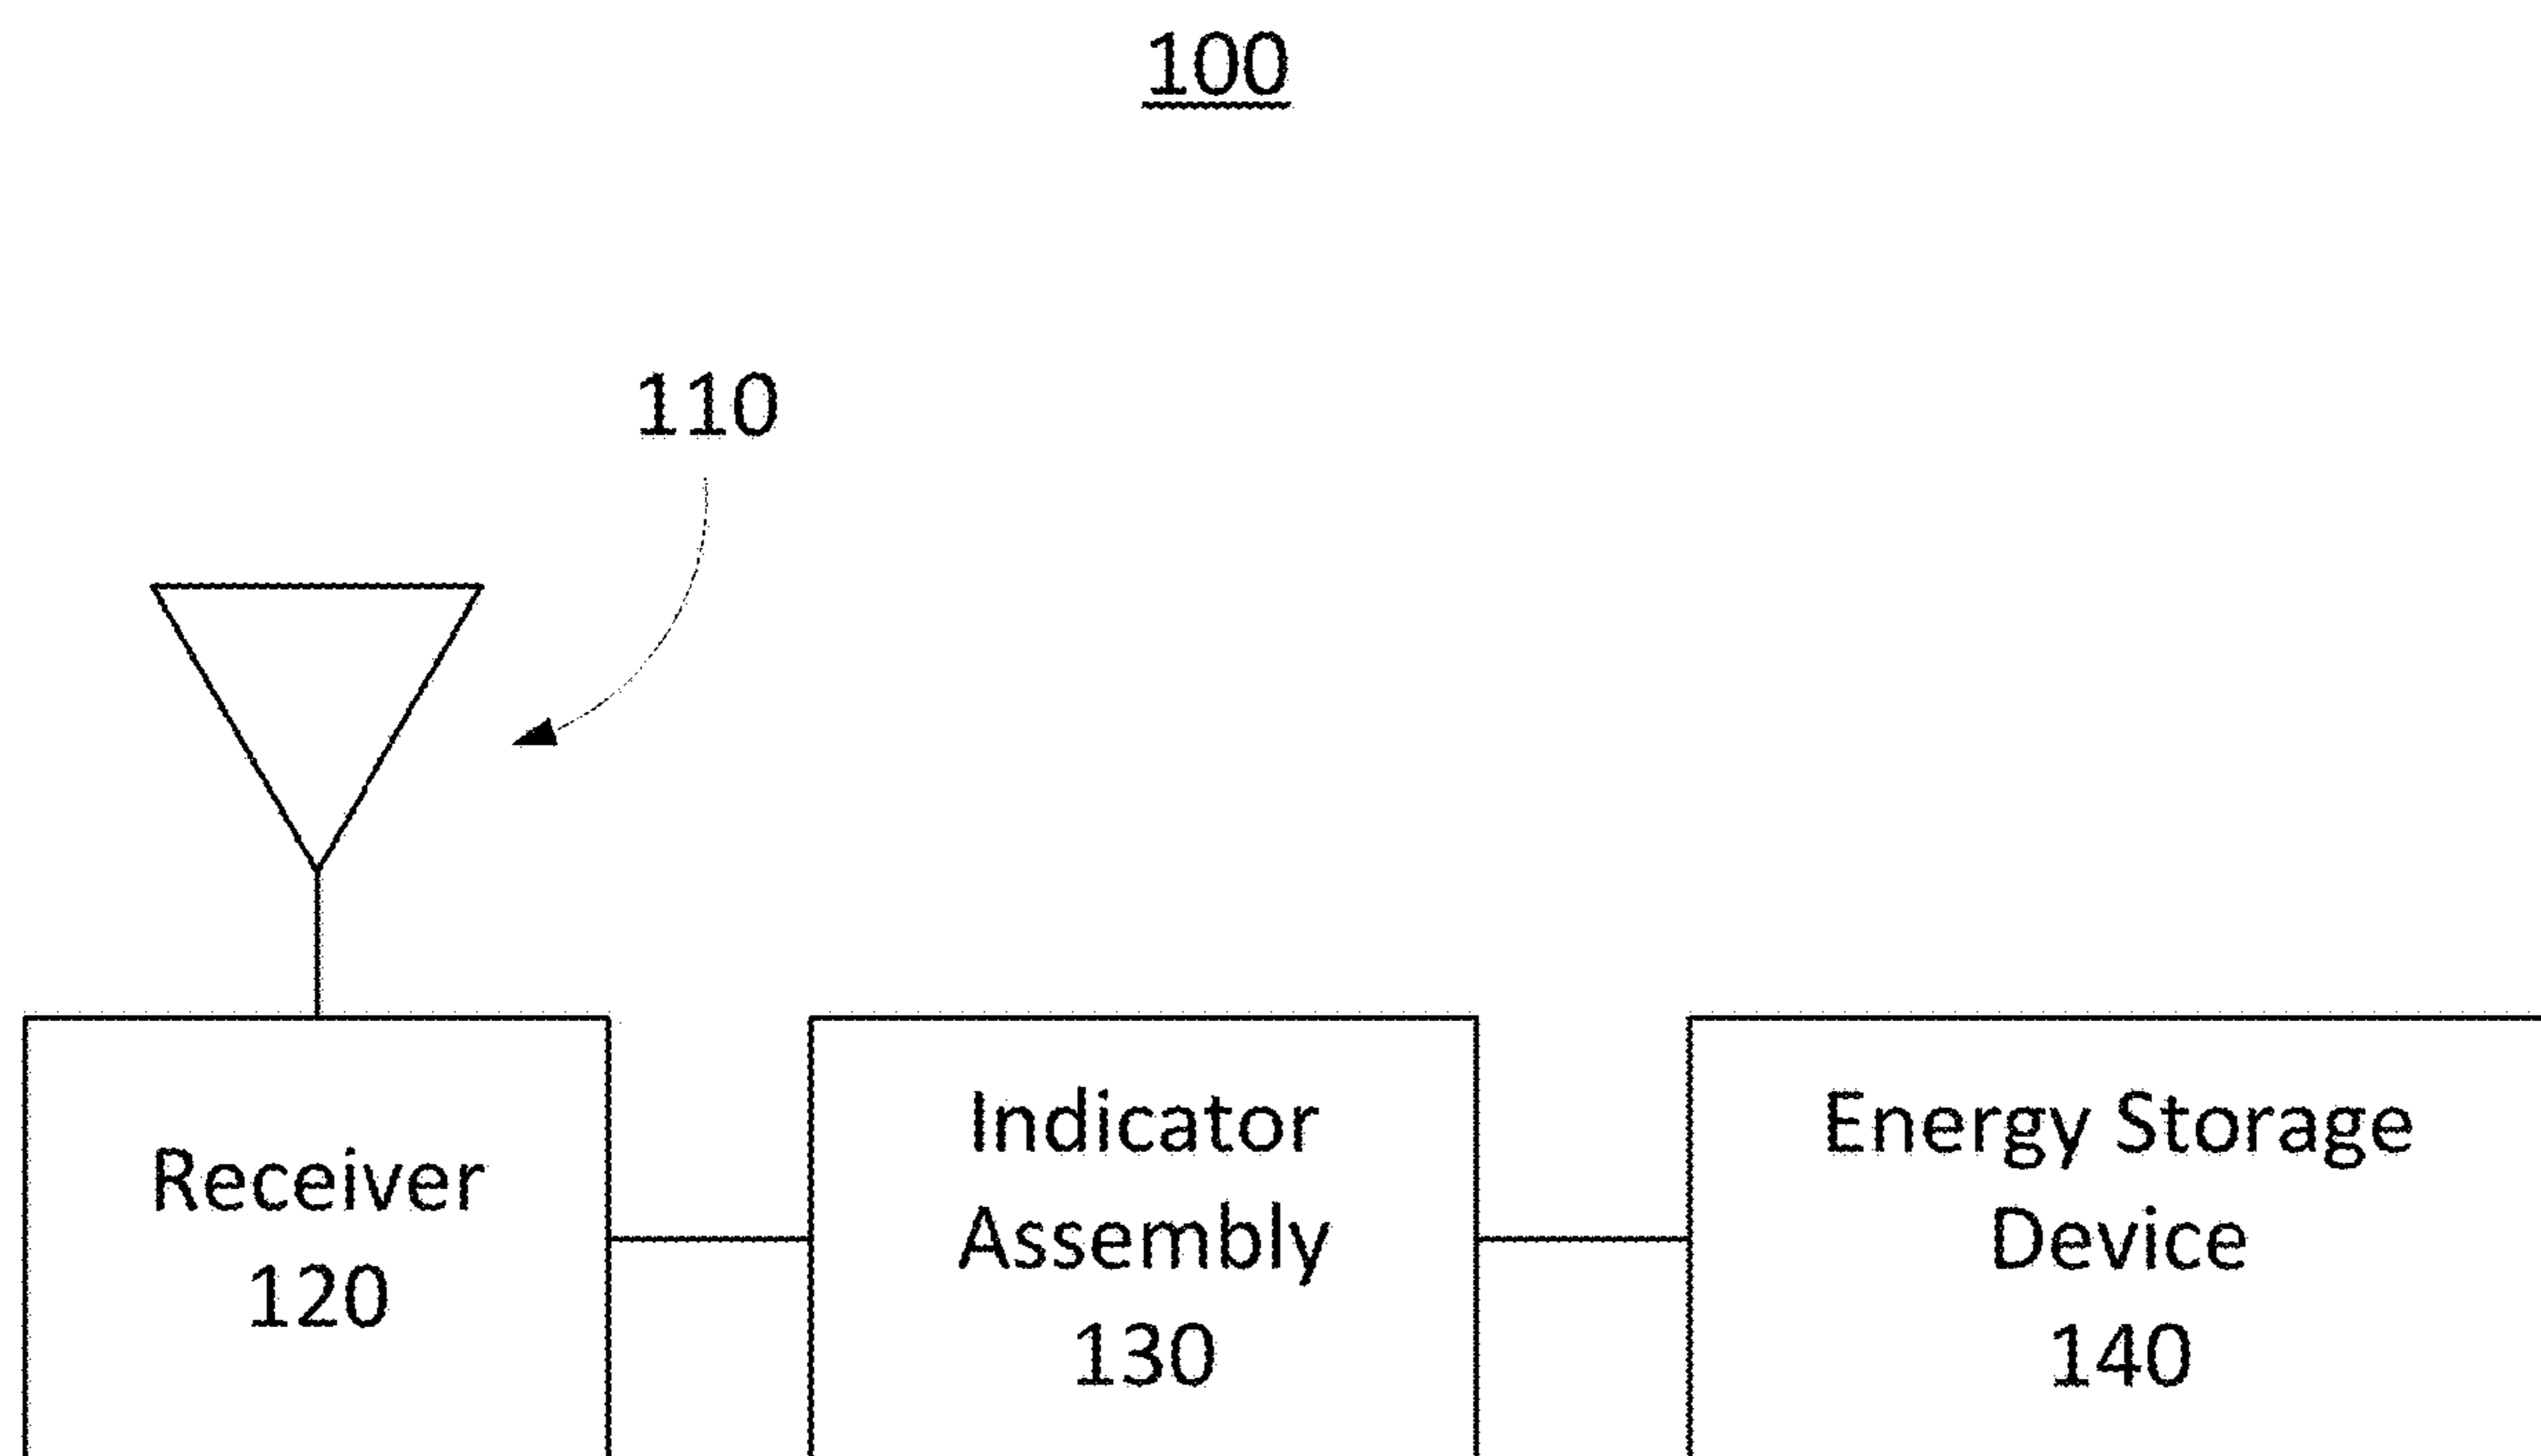 100
110
Receiver
120
Indicator
Assembly
130
Energy Storage
Device
140